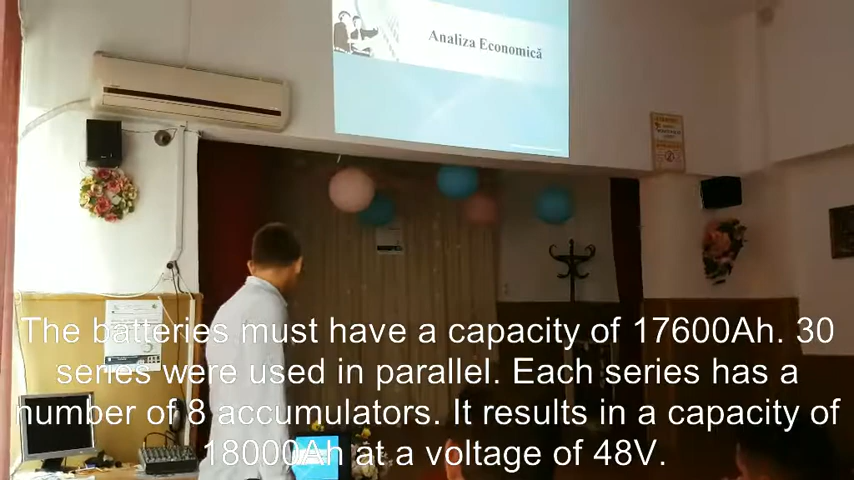 Analiza Economică
The batteries must have a capacity of 17600Ah. 30
series were used in parallel. Each series has a
number of 8 accumulators. It results in a capacity of
18000Ah at a voltage of 48V.